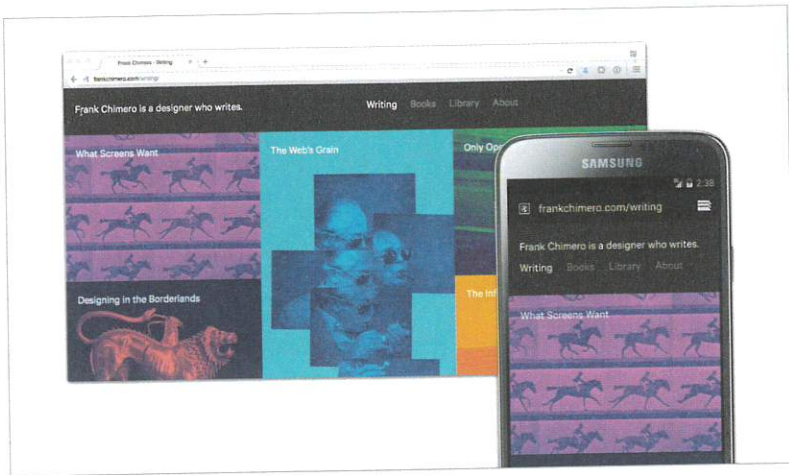 Frank Chimero · Writing
frankchimero.com/writing/
Frank Chimero is a designer who writes.
Writing Books Library About
What Screens Want
The Web's Grain
Only Ope
Designing in the Borderlands
The Inf
SAMSUNG
2:38
frankchimero.com/writing
Frank Chimero is a designer who writes.
Writing Books Library About
What Screens Want